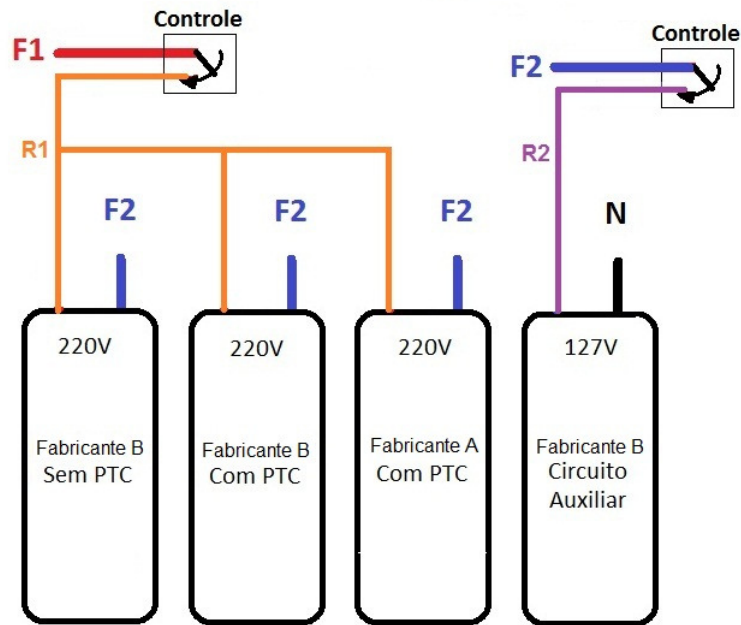 Controle
F1
Controle
F2
R1
R2
F2
F2
F2
N
220V
220V
220V
127V
Fabricante B
Sem PTC
Fabricante B
Com PTC
Fabricante A
Com PTC
Fabricante B
Circuito
Auxiliar